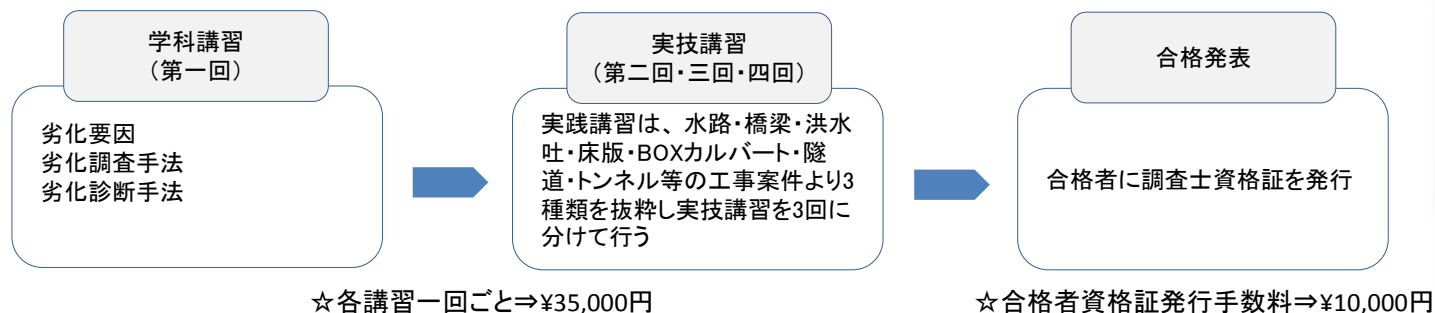 学科講習
（第一回）
劣化要因
劣化調査手法
劣化診断手法
実技講習
（第二回・三回・四回）
実践講習は、水路・橋梁・洪水
吐・床版・BOXカルバート・隧
道・トンネル等の工事案件より3
種類を抜粋し実技講習を3回に
分けて行う
合格発表
合格者に調査士資格証を発行
☆各講習一回ごと⇒¥35,000円
☆合格者資格証発行手数料⇒¥10,000円